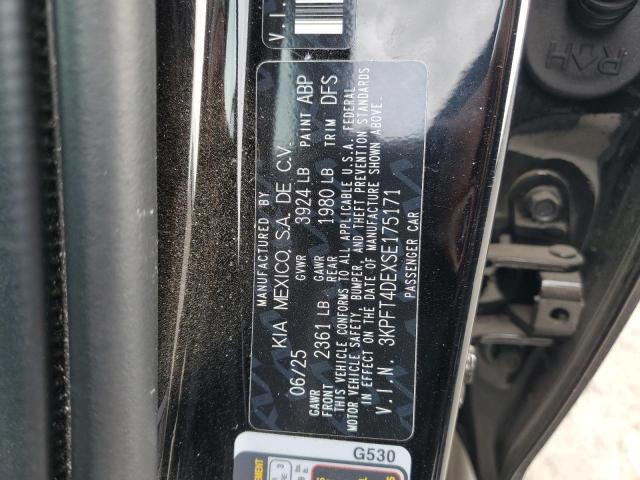 V.I.
MANUFACTURED BY
KIA MEXICO, S.A. DE C.V.
06/25 GVWR 3924 LB PAINT ABP
GAWR FRONT 2361 LB GAWR REAR 1980 LB TRIM DFS
THIS VEHICLE CONFORMS TO ALL APPLICABLE U.S.A. FEDERAL
MOTOR VEHICLE SAFETY, BUMPER, AND THEFT PREVENTION STANDARDS
IN EFFECT ON THE DATE OF MANUFACTURE SHOWN ABOVE.
V.I.N. 3KPFT4DEXSE175171
PASSENGER CAR
G530
RH